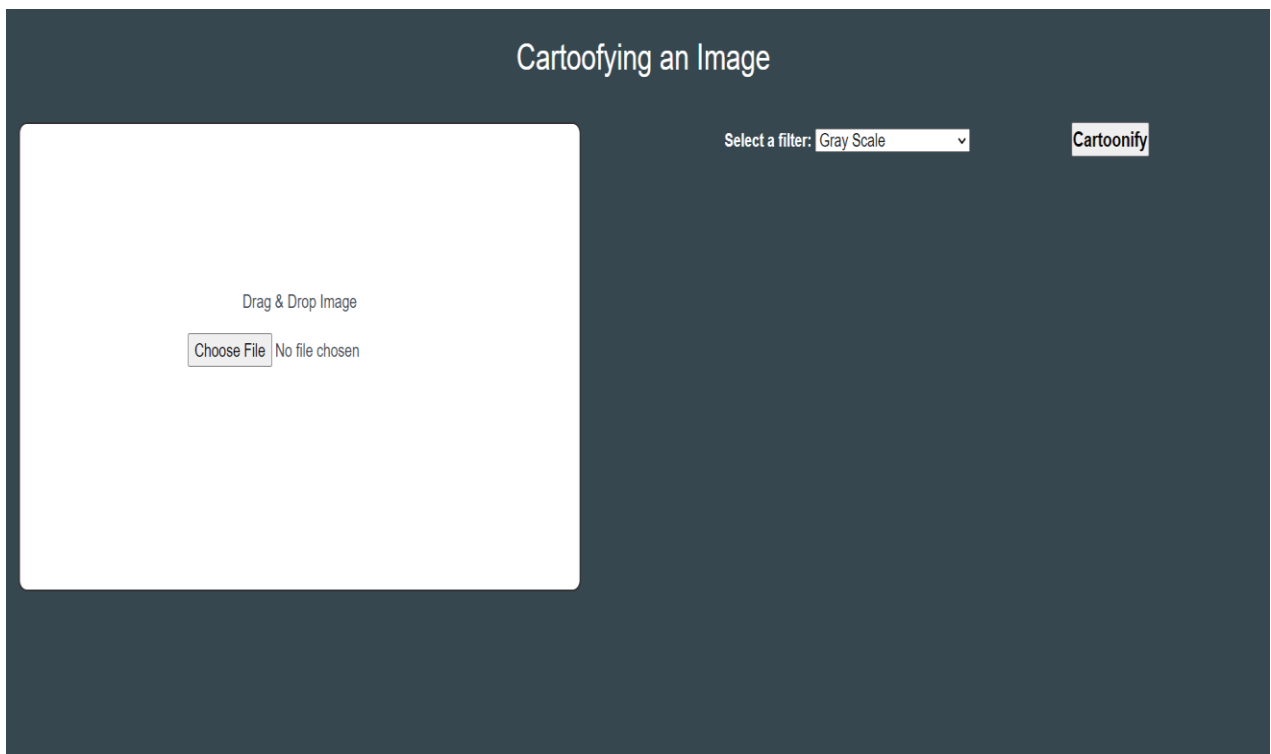 Cartoofying an Image
Select a filter: Gray Scale
Cartoonify
Drag & Drop Image
Choose File No file chosen